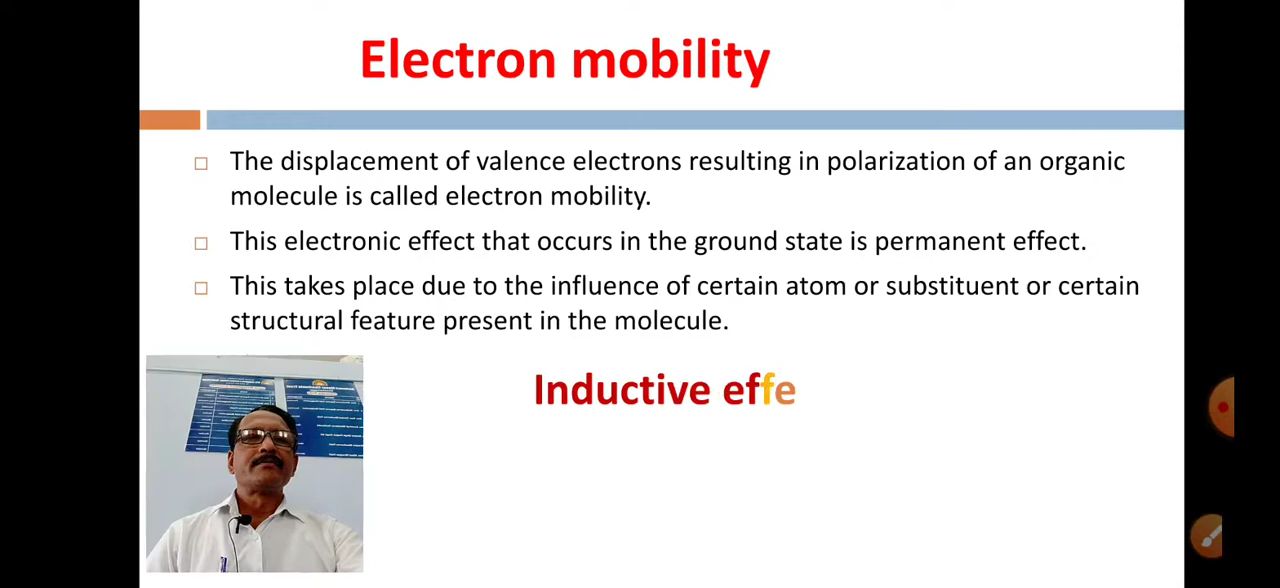 Electron mobility
The displacement of valence electrons resulting in polarization of an organic
molecule is called electron mobility.
This electronic effect that occurs in the ground state is permanent effect.
This takes place due to the influence of certain atom or substituent or certain
structural feature present in the molecule.
Inductive effe